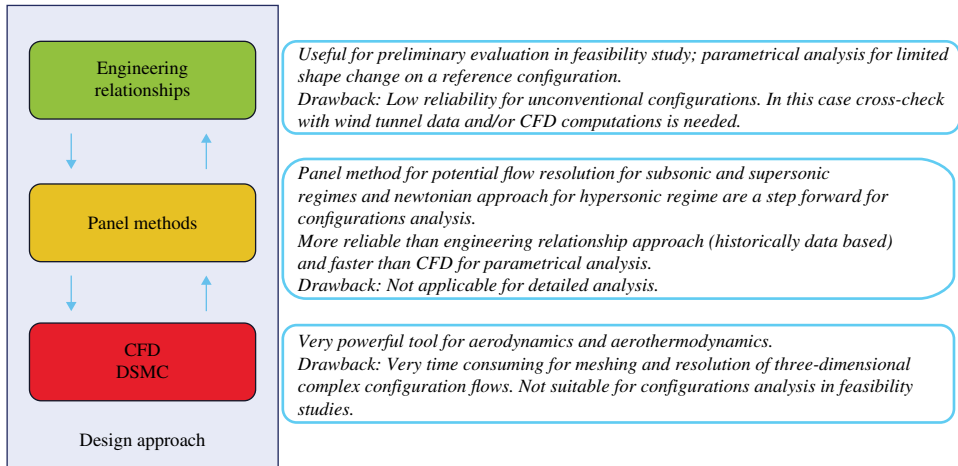 Engineering
relationships
Useful for preliminary evaluation in feasibility study; parametrical analysis for limited
shape change on a reference configuration.
Drawback: Low reliability for unconventional configurations. In this case cross-check
with wind tunnel data and/or CFD computations is needed.
Panel methods
Panel method for potential flow resolution for subsonic and supersonic
regimes and newtonian approach for hypersonic regime are a step forward for
configurations analysis.
More reliable than engineering relationship approach (historically data based)
and faster than CFD for parametrical analysis.
Drawback: Not applicable for detailed analysis.
CFD
DSMC
Very powerful tool for aerodynamics and aerothermodynamics.
Drawback: Very time consuming for meshing and resolution of three-dimensional
complex configuration flows. Not suitable for configurations analysis in feasibility
studies.
Design approach